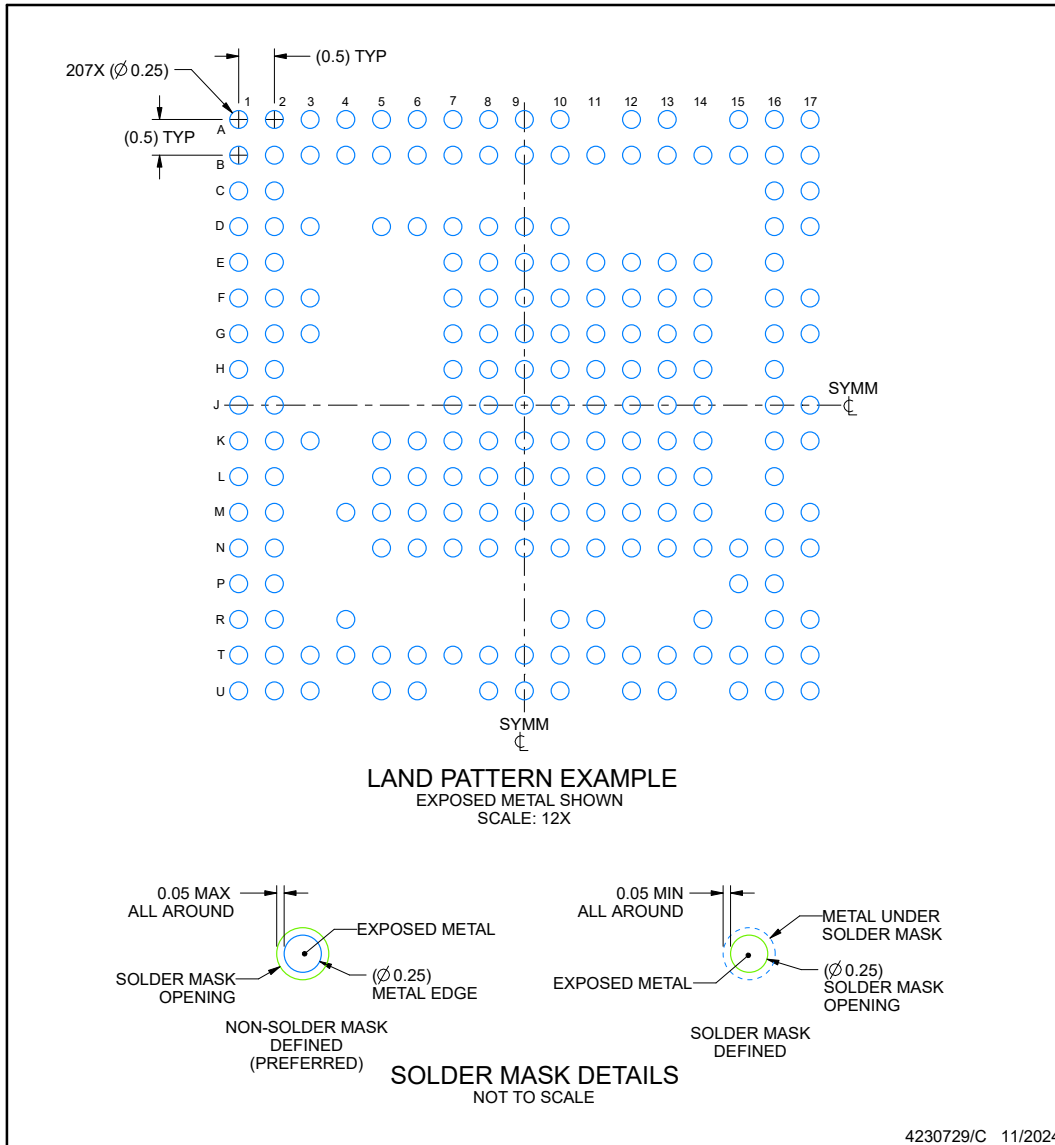 (0.5) TYP
207X (∅ 0.25)
1 2 3 4 5 6 7 8 9 10 11 12 13 14 15 16 17
A
(0.5) TYP
B
C
D
E
F
G
H
SYMM
J
℄
K
L
M
N
P
R
T
U
SYMM
℄
LAND PATTERN EXAMPLE
EXPOSED METAL SHOWN
SCALE: 12X
0.05 MAX
ALL AROUND
EXPOSED METAL
SOLDER MASK
OPENING
(∅ 0.25)
METAL EDGE
NON-SOLDER MASK
DEFINED
(PREFERRED)
0.05 MIN
ALL AROUND
METAL UNDER
SOLDER MASK
EXPOSED METAL
(∅ 0.25)
SOLDER MASK
OPENING
SOLDER MASK
DEFINED
SOLDER MASK DETAILS
NOT TO SCALE
4230729/C 11/2024